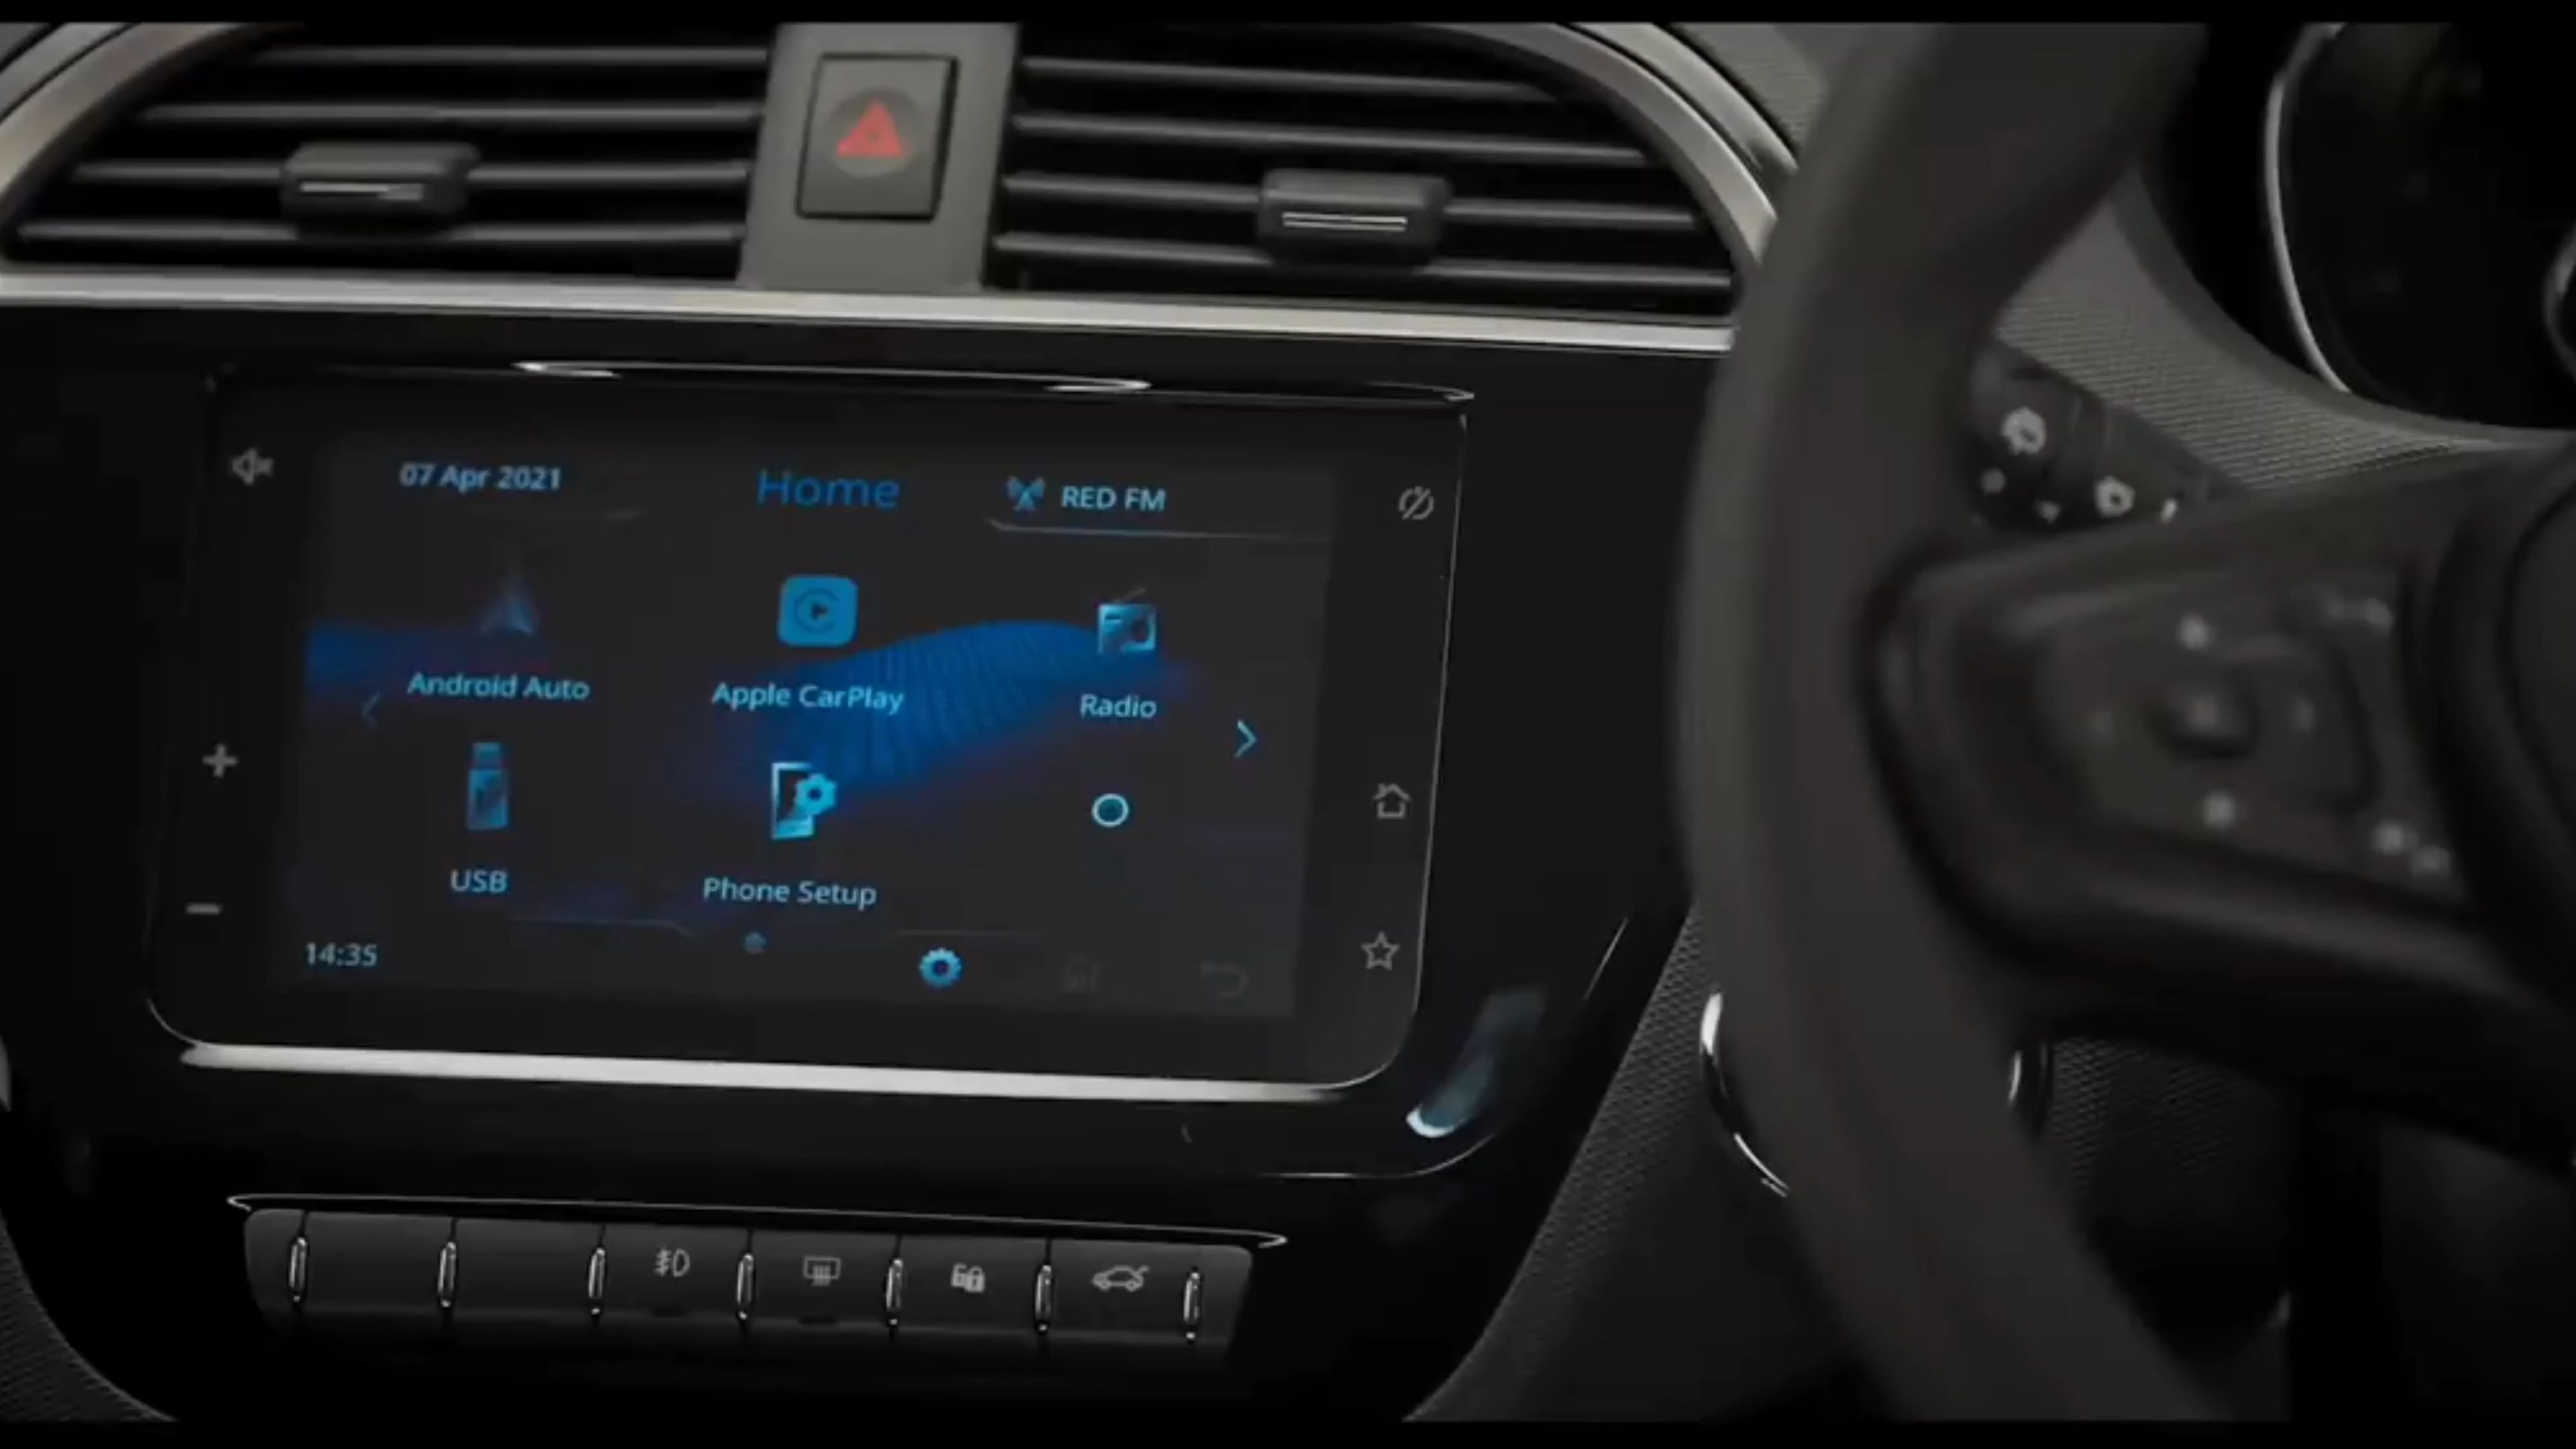 07 Apr 2021
Home
RED FM
Android Auto
Apple CarPlay
Radio
USB
Phone Setup
14:35